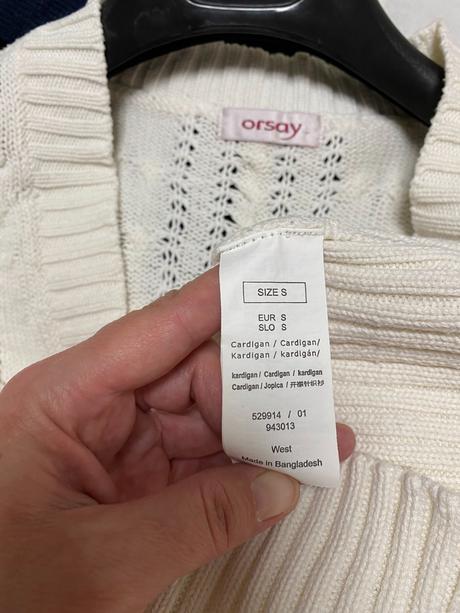 orsay
SIZE S
EUR S
SLO S
Cardigan / Cardigan/
Kardigan / kardigán/
kardigan / Cardigan / kardigan
Cardigan / Jopica / 开襟针织衫
529914 / 01
943013
West
Made in Bangladesh